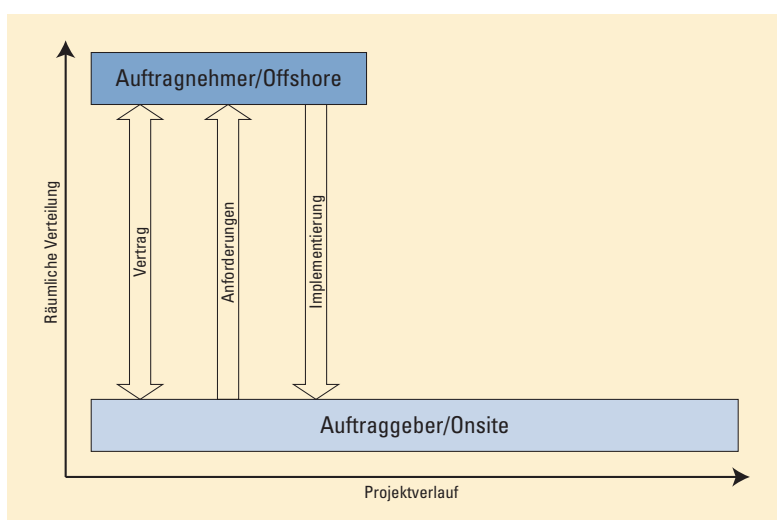 Auftragnehmer/Offshore
Räumliche Verteilung
Vertrag
Anforderungen
Implementierung
Auftraggeber/Onsite
Projektverlauf